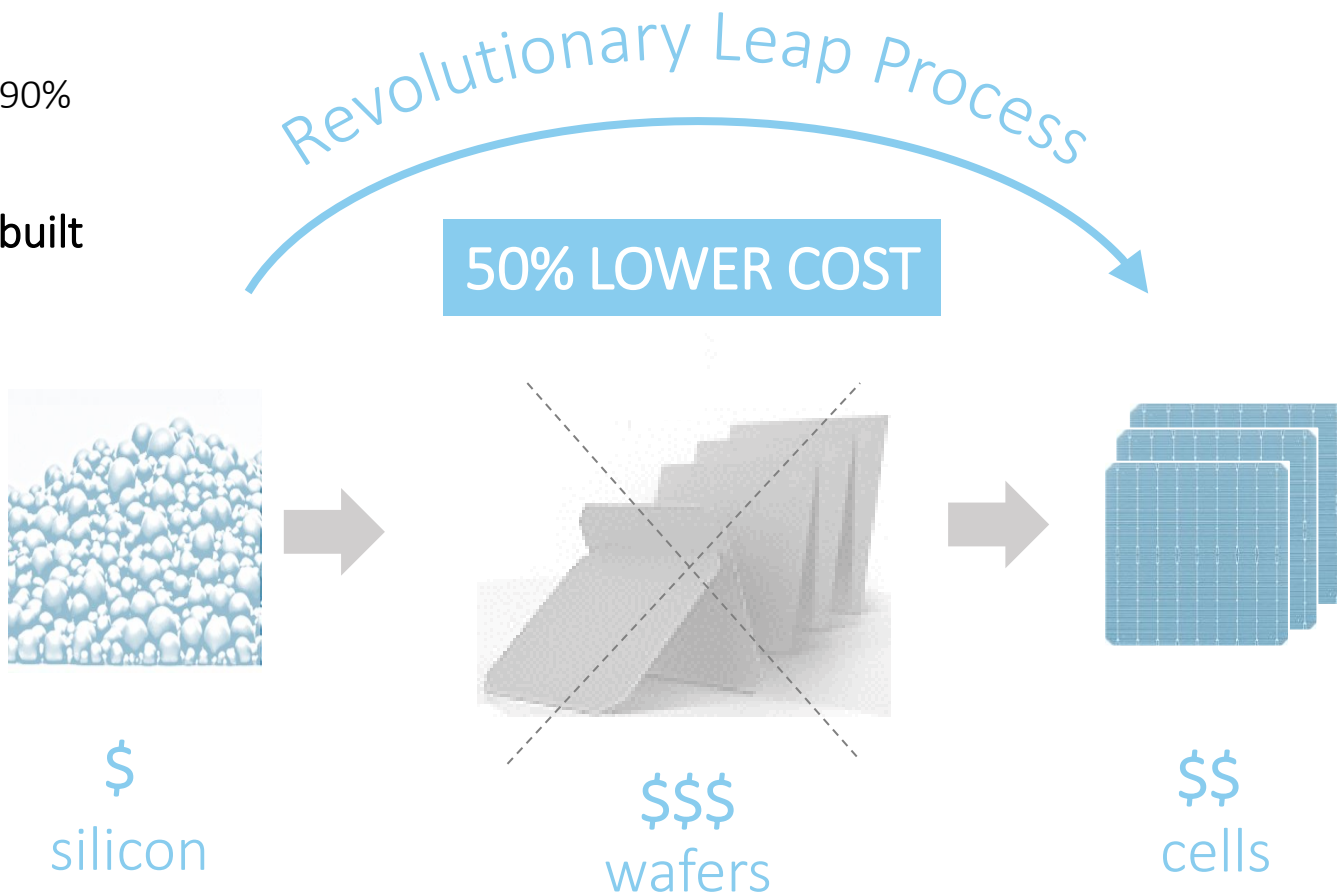 Revolutionary Leap Process
90%
built
50% LOWER COST
$
silicon
$$$
wafers
$$
cells